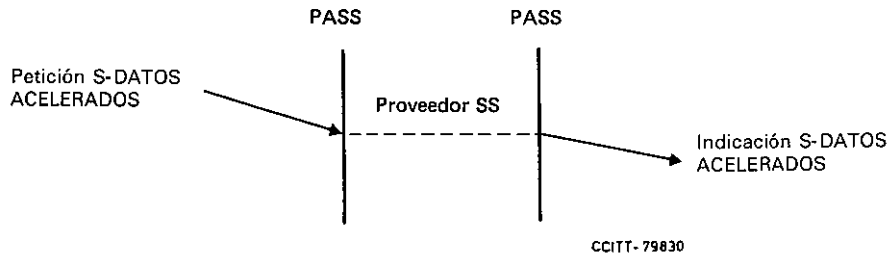 PASS PASS
Petición S-DATOS
ACELERADOS
Proveedor SS
Indicación S-DATOS
ACELERADOS
CCITT-79830